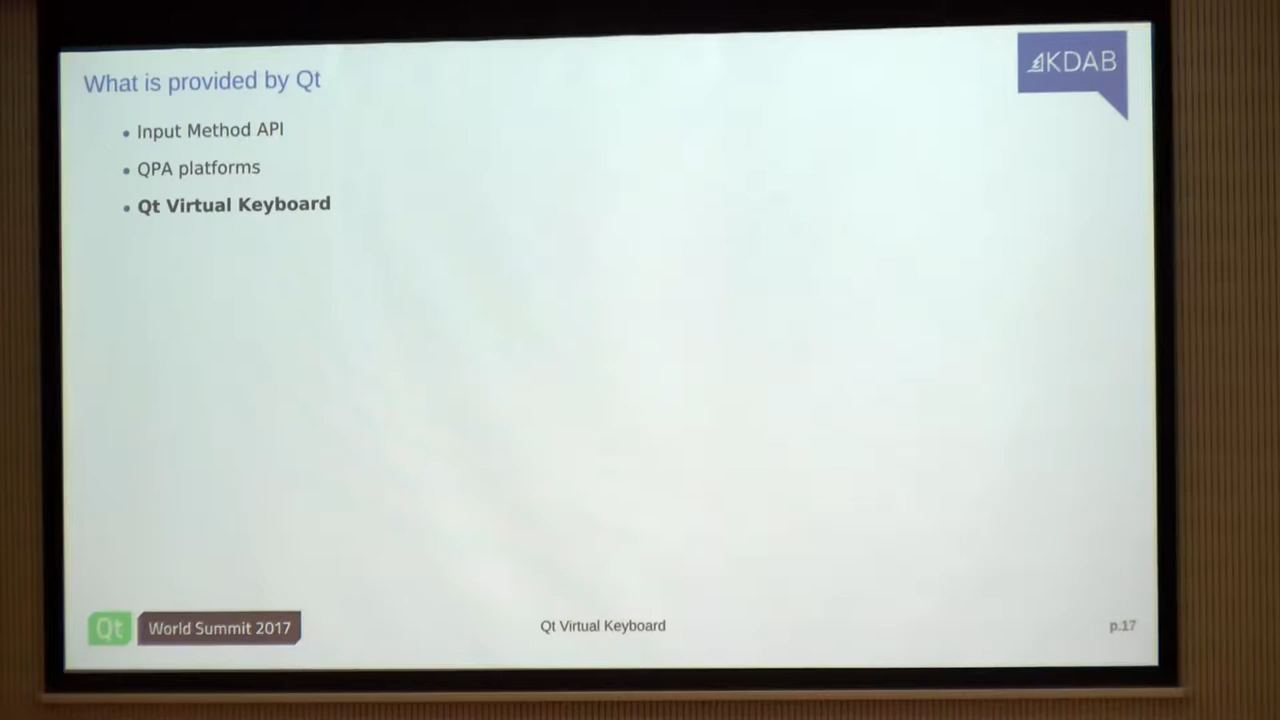 What is provided by Qt
KDAB
• Input Method API
• QPA platforms
• Qt Virtual Keyboard
Qt World Summit 2017
Qt Virtual Keyboard
p.17